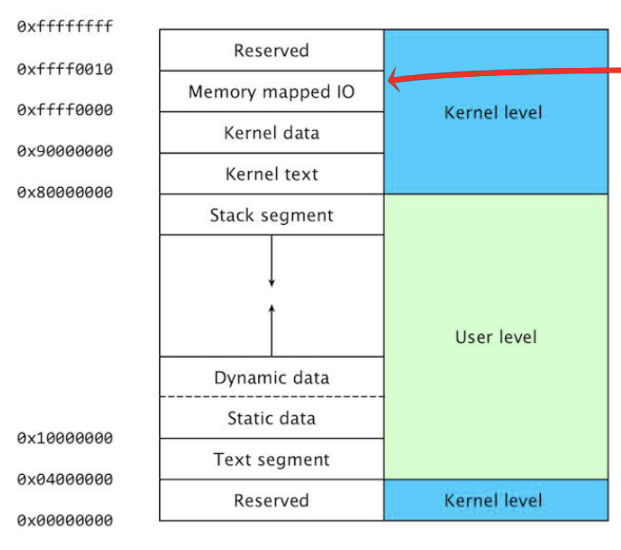 0xffffffff
Reserved
0xffff0010
Memory mapped IO
Kernel level
0xffff0000
Kernel data
0x90000000
Kernel text
0x80000000
Stack segment
User level
Dynamic data
Static data
0x10000000
Text segment
0x04000000
Reserved
Kernel level
0x00000000